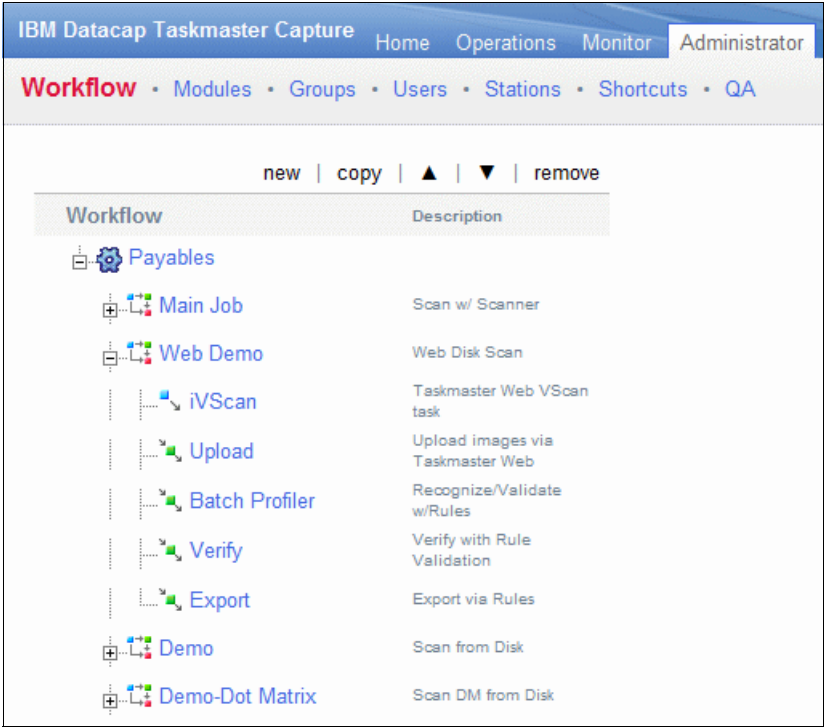 IBM Datacap Taskmaster Capture Home Operations Monitor Administrator
Workflow • Modules • Groups • Users • Stations • Shortcuts • QA
new | copy | ▲ | ▼ | remove
Workflow Description
Payables
Main Job Scan w/ Scanner
Web Demo Web Disk Scan
iVScan Taskmaster Web VScan
task
Upload Upload images via
Taskmaster Web
Batch Profiler Recognize/Validate
w/Rules
Verify Verify with Rule
Validation
Export Export via Rules
Demo Scan from Disk
Demo-Dot Matrix Scan DM from Disk